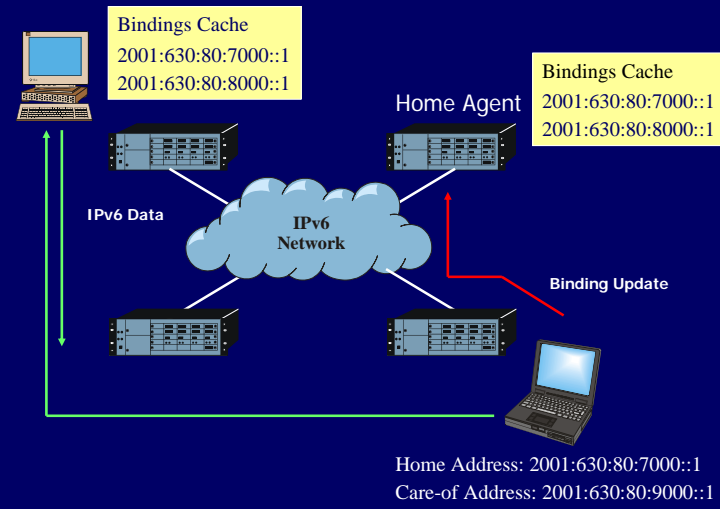 Bindings Cache
2001:630:80:7000::1
2001:630:80:8000::1
Bindings Cache
2001:630:80:7000::1
2001:630:80:8000::1
Home Agent
IPv6 Data
IPv6
Network
Binding Update
Home Address: 2001:630:80:7000::1
Care-of Address: 2001:630:80:9000::1